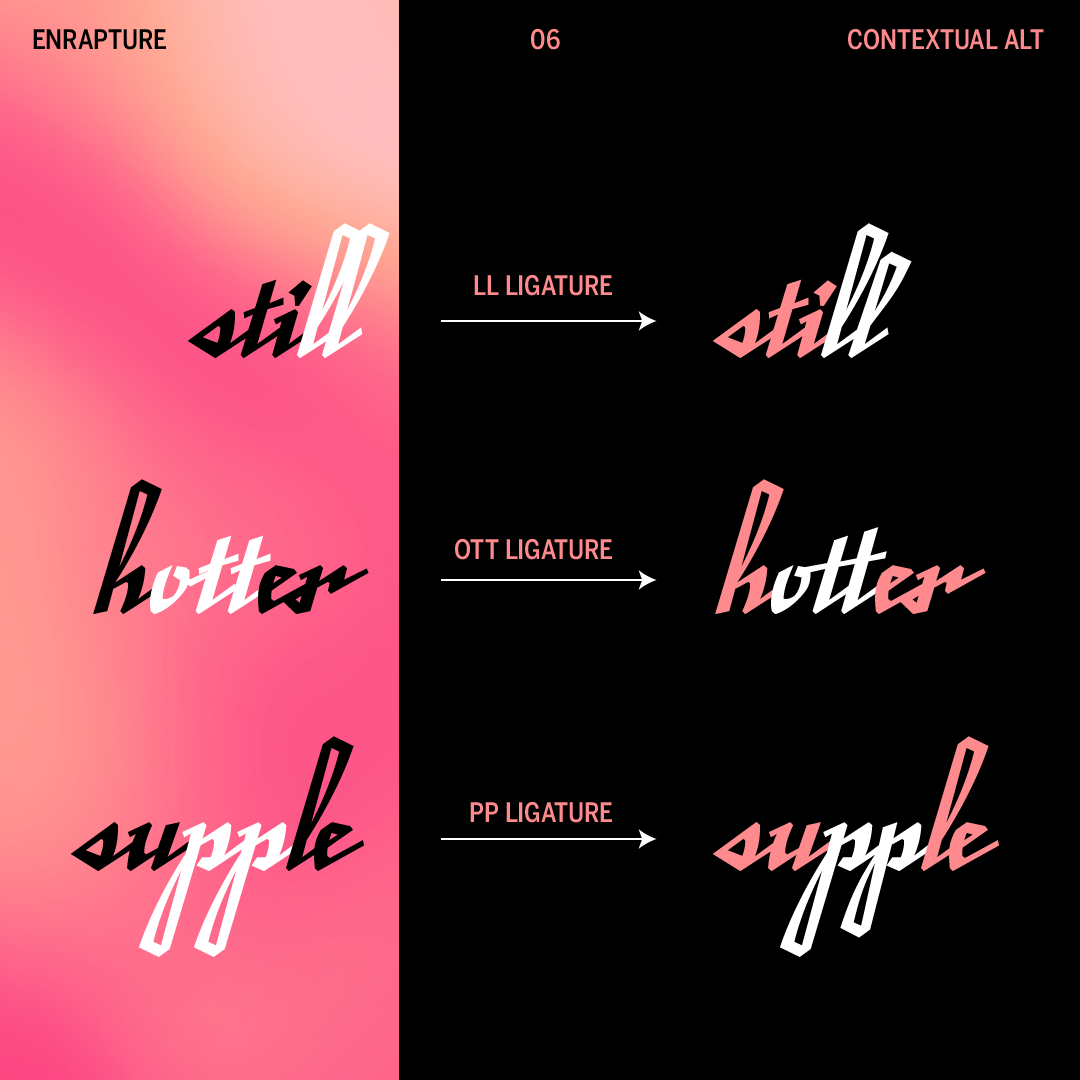 ENRAPTURE 06 CONTEXTUAL ALT
still LL LIGATURE still
hotter OTT LIGATURE hotter
supple PP LIGATURE supple